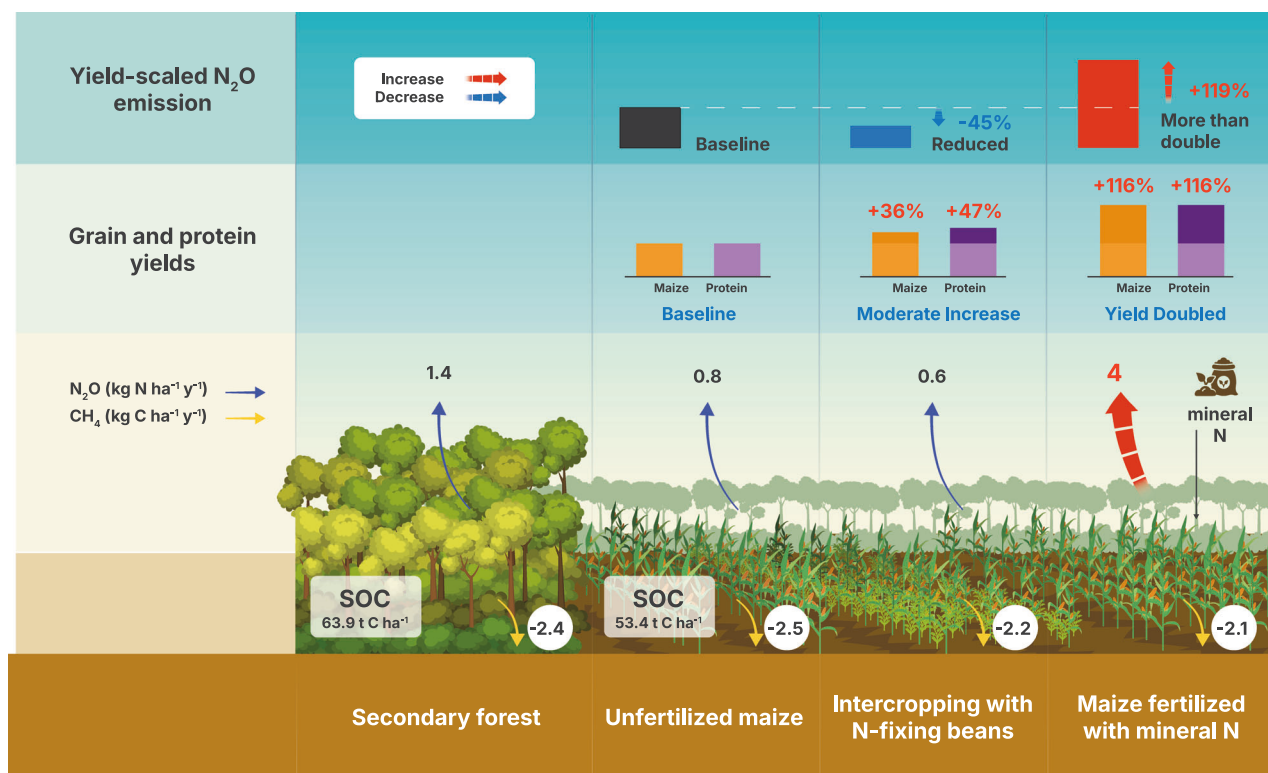 Yield-scaled N₂O
emission
Increase
Decrease
Baseline
-45%
Reduced
+119%
More than
double
Grain and protein
yields
Maize Protein
Baseline
+36% +47%
Maize Protein
Moderate Increase
+116% +116%
Maize Protein
Yield Doubled
N₂O (kg N ha⁻¹ y⁻¹)
CH₄ (kg C ha⁻¹ y⁻¹)
1.4
0.8
0.6
4
mineral
N
SOC
63.9 t C ha⁻¹
-2.4
SOC
53.4 t C ha⁻¹
-2.5
-2.2
-2.1
Secondary forest
Unfertilized maize
Intercropping with
N-fixing beans
Maize fertilized
with mineral N